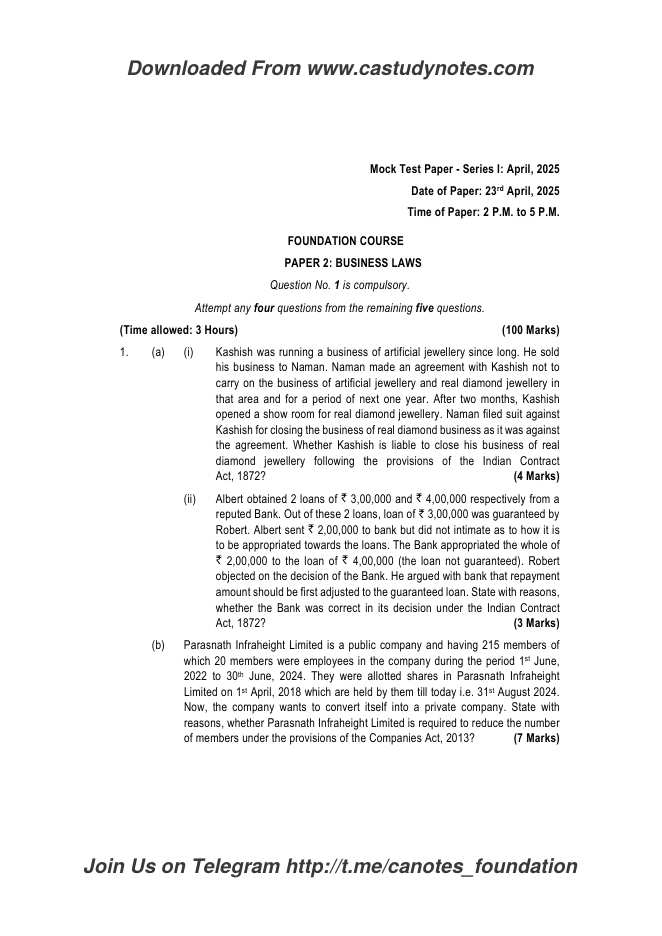 Downloaded From www.castudynotes.com
Mock Test Paper - Series I: April, 2025
Date of Paper: 23rd April, 2025
Time of Paper: 2 P.M. to 5 P.M.
FOUNDATION COURSE
PAPER 2: BUSINESS LAWS
Question No. 1 is compulsory.
Attempt any four questions from the remaining five questions.
(Time allowed: 3 Hours) (100 Marks)
1. (a) (i) Kashish was running a business of artificial jewellery since long. He sold
his business to Naman. Naman made an agreement with Kashish not to
carry on the business of artificial jewellery and real diamond jewellery in
that area and for a period of next one year. After two months, Kashish
opened a show room for real diamond jewellery. Naman filed suit against
Kashish for closing the business of real diamond business as it was against
the agreement. Whether Kashish is liable to close his business of real
diamond jewellery following the provisions of the Indian Contract
Act, 1872? (4 Marks)
(ii) Albert obtained 2 loans of ₹ 3,00,000 and ₹ 4,00,000 respectively from a
reputed Bank. Out of these 2 loans, loan of ₹ 3,00,000 was guaranteed by
Robert. Albert sent ₹ 2,00,000 to bank but did not intimate as to how it is
to be appropriated towards the loans. The Bank appropriated the whole of
₹ 2,00,000 to the loan of ₹ 4,00,000 (the loan not guaranteed). Robert
objected on the decision of the Bank. He argued with bank that repayment
amount should be first adjusted to the guaranteed loan. State with reasons,
whether the Bank was correct in its decision under the Indian Contract
Act, 1872? (3 Marks)
(b) Parasnath Infraheight Limited is a public company and having 215 members of
which 20 members were employees in the company during the period 1st June,
2022 to 30th June, 2024. They were allotted shares in Parasnath Infraheight
Limited on 1st April, 2018 which are held by them till today i.e. 31st August 2024.
Now, the company wants to convert itself into a private company. State with
reasons, whether Parasnath Infraheight Limited is required to reduce the number
of members under the provisions of the Companies Act, 2013? (7 Marks)
Join Us on Telegram http://t.me/canotes_foundation